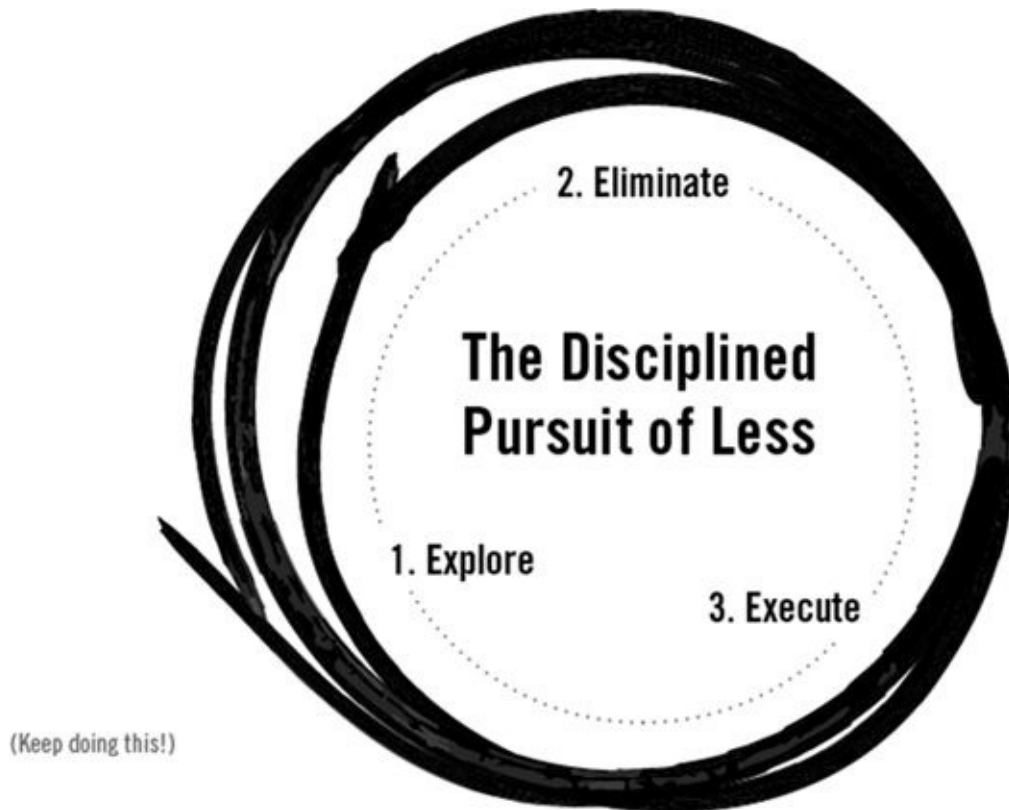 2. Eliminate
The Disciplined
Pursuit of Less
1. Explore
3. Execute
(Keep doing this!)